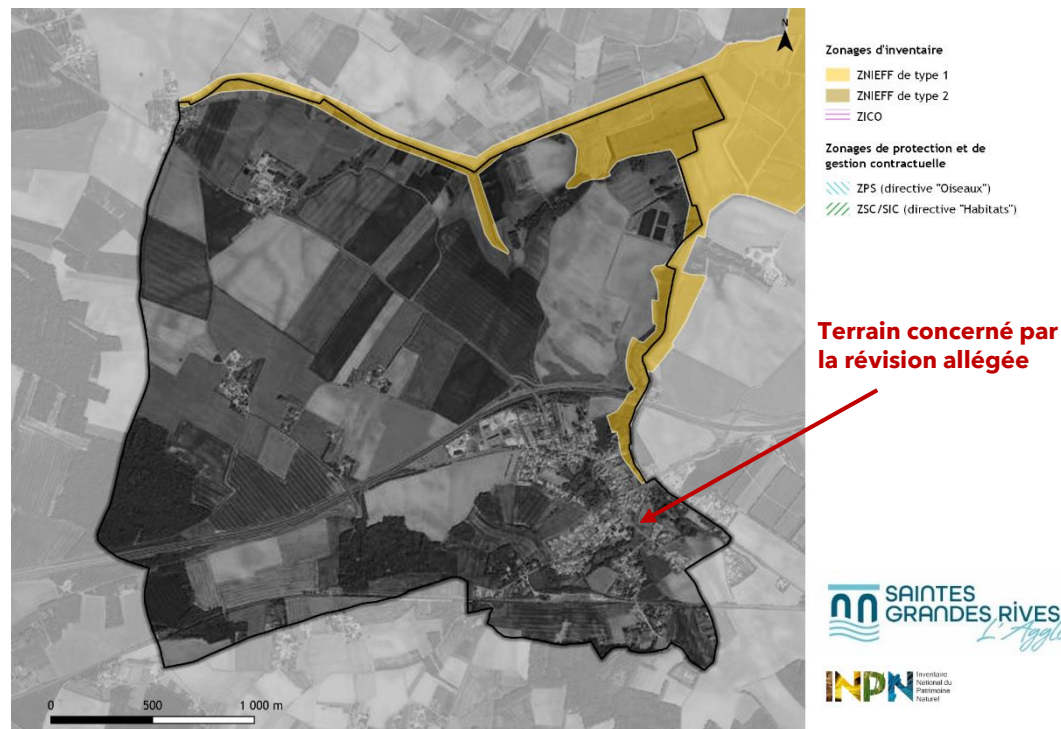 N
Zonages d'inventaire
ZNIEFF de type 1
ZNIEFF de type 2
ZICO
Zonages de protection et de
gestion contractuelle
ZPS (directive "Oiseaux")
ZSC/SIC (directive "Habitats")
Terrain concerné par
la révision allégée
SAINTES
GRANDES RIVES
L'Agglo
INPN
Inventaire
National du
Patrimoine
Naturel
0 500 1 000 m